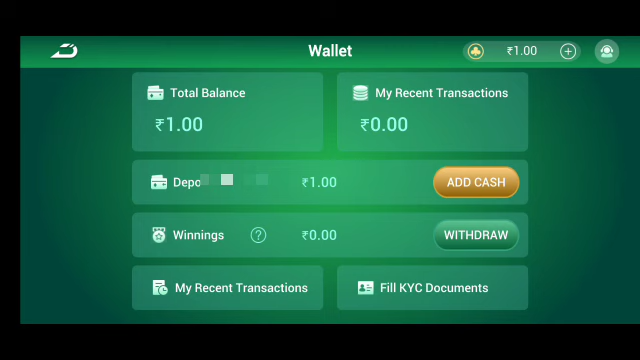 Wallet
₹1.00
Total Balance
₹1.00
My Recent Transactions
₹0.00
₹1.00
ADD CASH
Winnings
?
₹0.00
WITHDRAW
My Recent Transactions
Fill KYC Documents